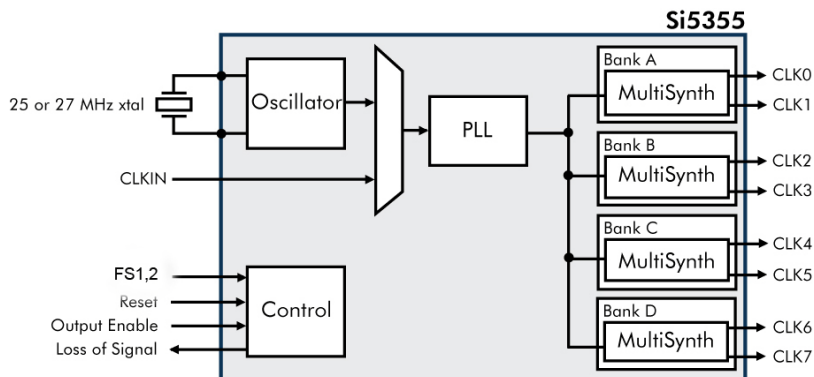 Si5355
25 or 27 MHz xtal
Oscillator
CLKIN
PLL
Bank A
MultiSynth
CLK0
CLK1
Bank B
MultiSynth
CLK2
CLK3
Bank C
MultiSynth
CLK4
CLK5
Bank D
MultiSynth
CLK6
CLK7
FS1,2
Reset
Output Enable
Loss of Signal
Control